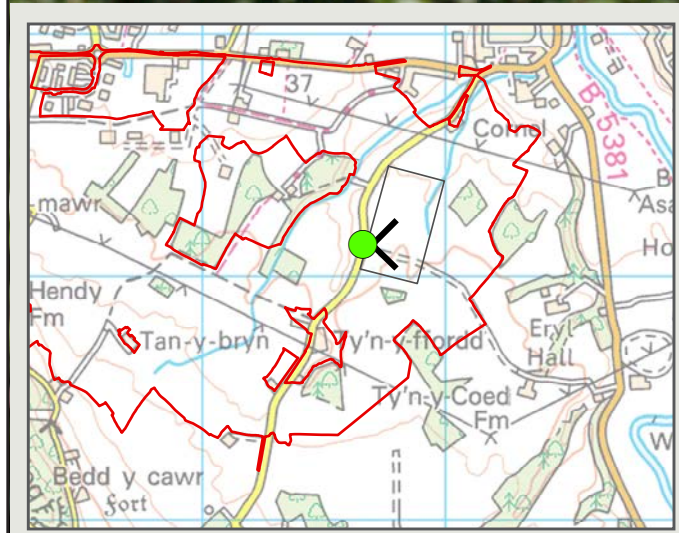 37
Cornel
B 5381
-mawr
B
Asa
Ho
Hendy
Fm
Tan-y-bryn
Ty'n-y-ffordd
Eryl
Hall
Ty'n-y-Coed
Fm
W
Bedd y cawr
Fort